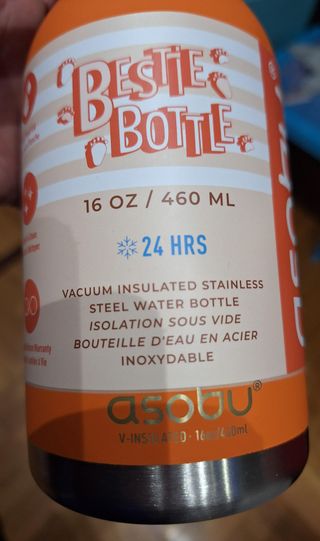 BESTIE
BOTTLE
16 OZ / 460 ML
24 HRS
VACUUM INSULATED STAINLESS
STEEL WATER BOTTLE
ISOLATION SOUS VIDE
BOUTEILLE D'EAU EN ACIER
INOXYDABLE
Warranty
asobu®
V-INSULATED · 16oz/460ml